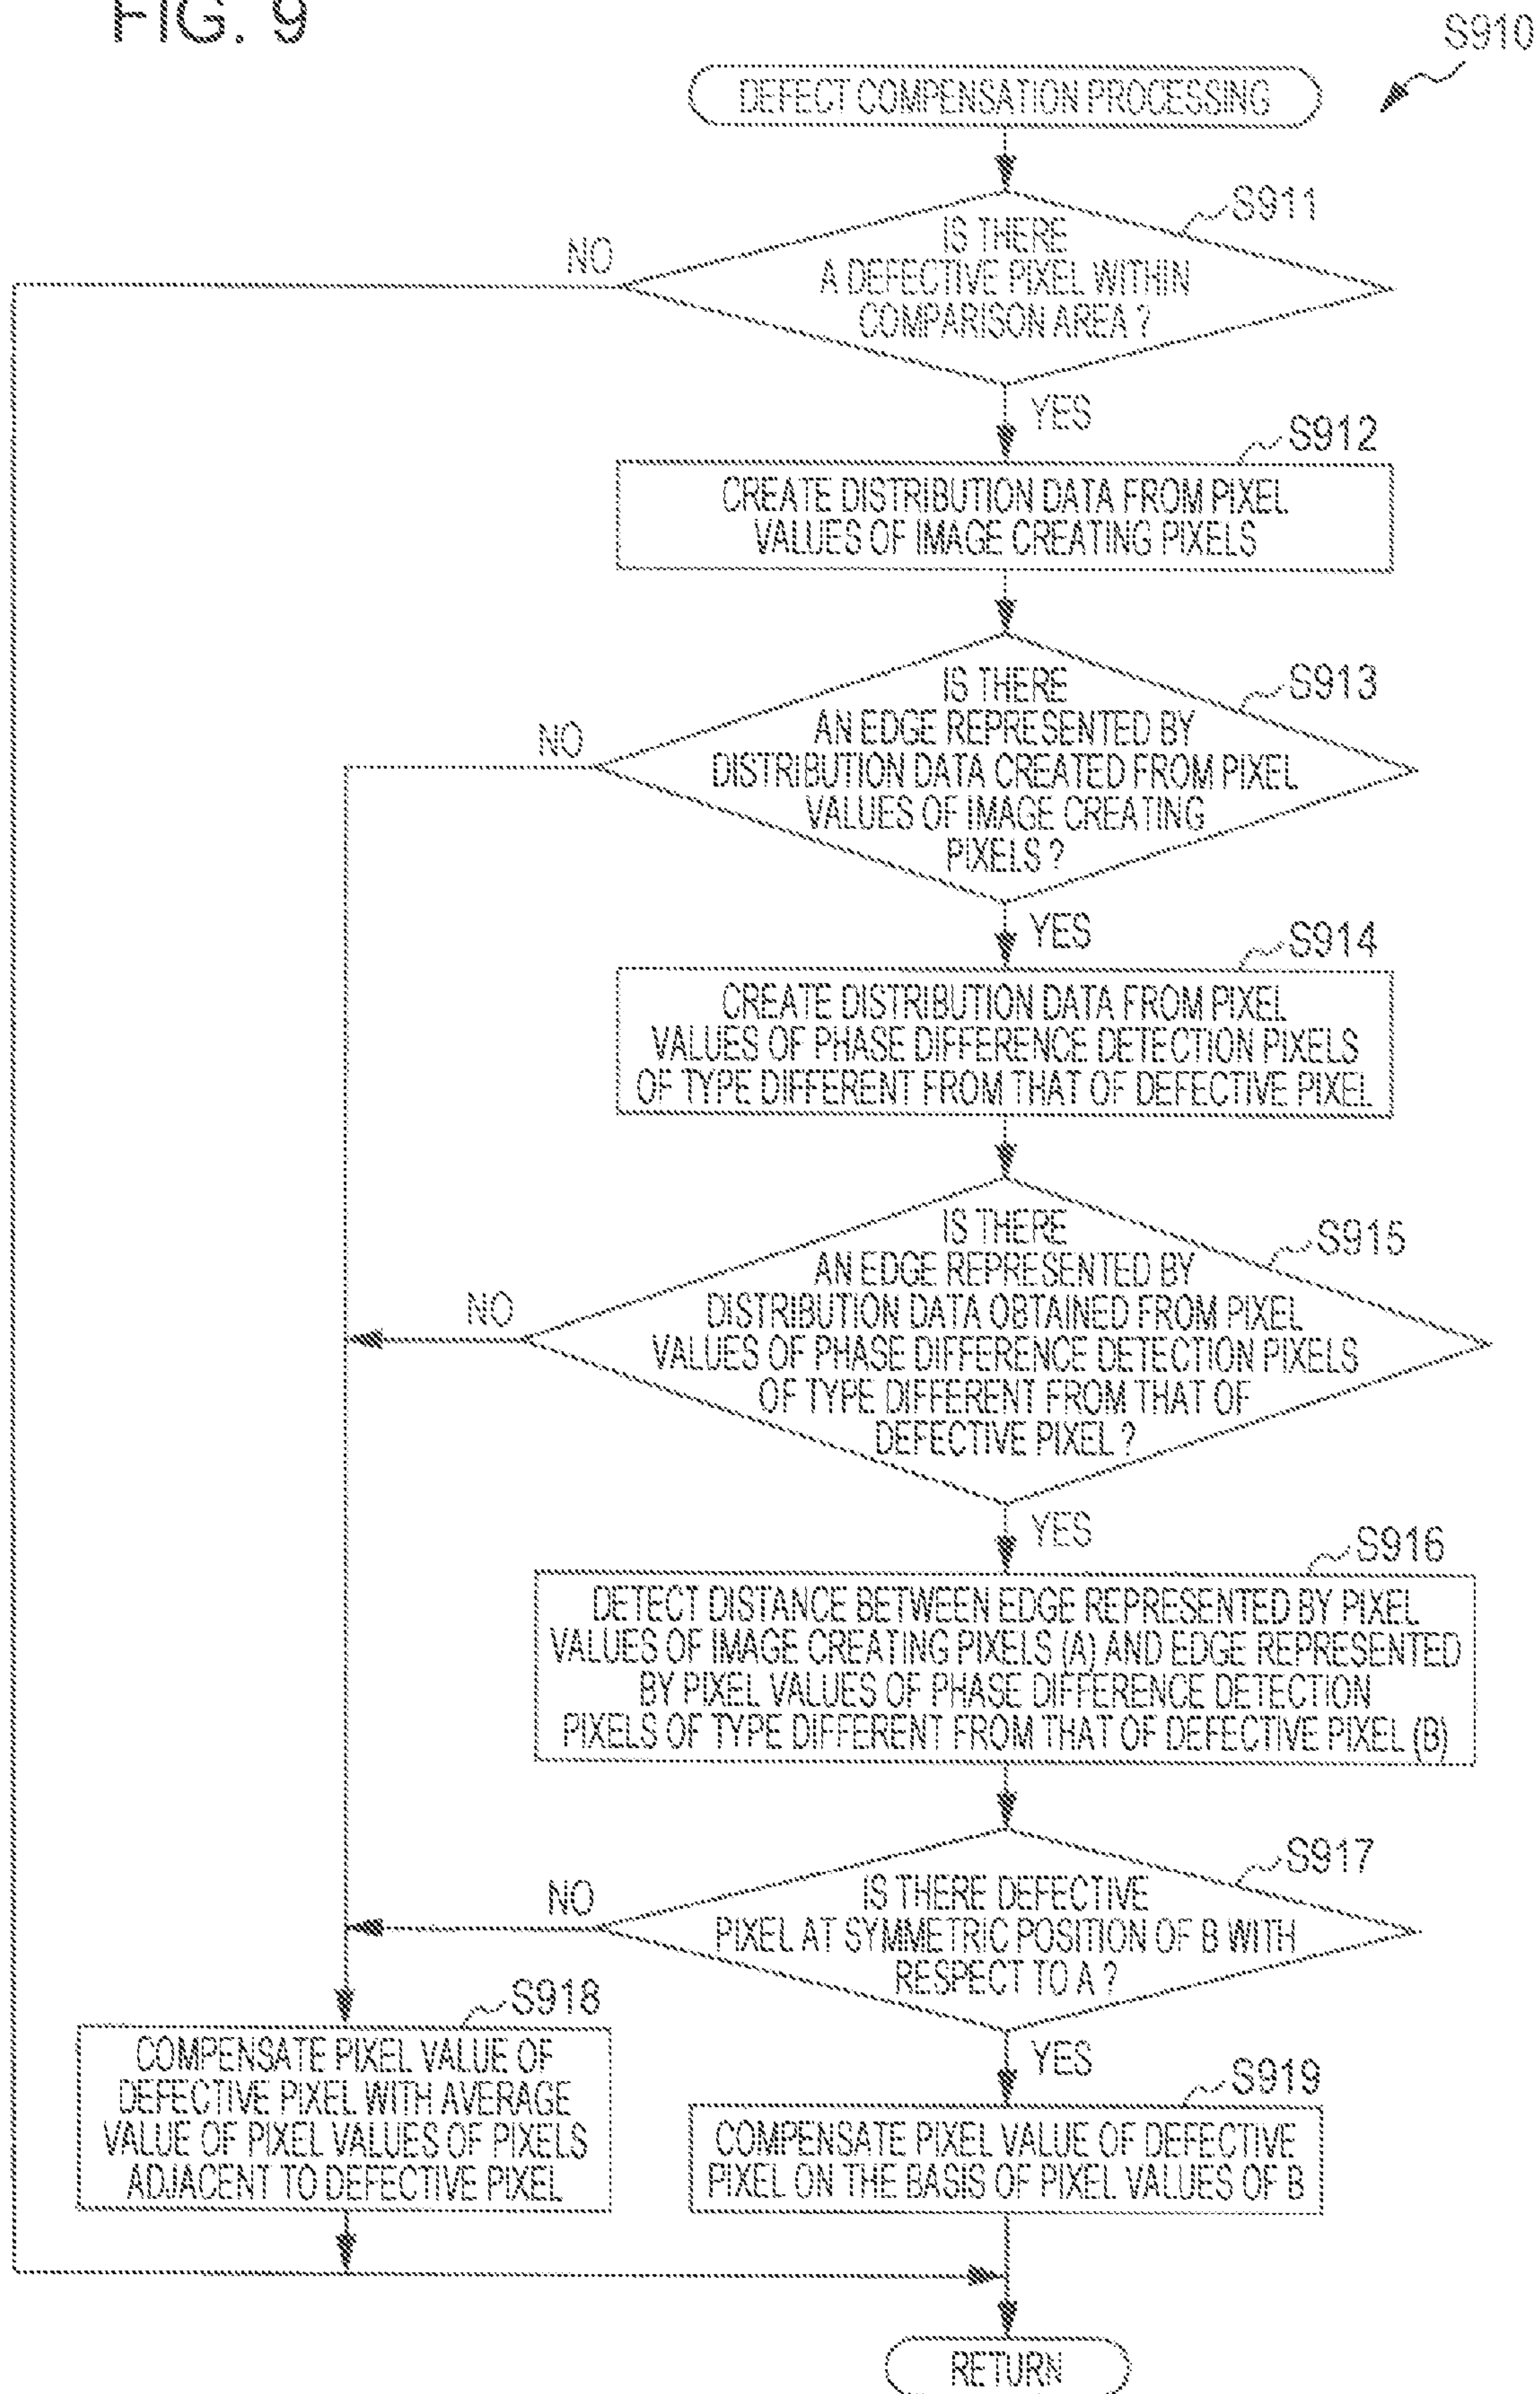 FIG. 9
S910
DEFECT COMPENSATION PROCESSING
S911
IS THERE
A DEFECTIVE PIXEL WITHIN
COMPARISON AREA ?
NO
YES
S912
CREATE DISTRIBUTION DATA FROM PIXEL
VALUES OF IMAGE CREATING PIXELS
S913
IS THERE
AN EDGE REPRESENTED BY
DISTRIBUTION DATA CREATED FROM PIXEL
VALUES OF IMAGE CREATING
PIXELS ?
NO
YES
S914
CREATE DISTRIBUTION DATA FROM PIXEL
VALUES OF PHASE DIFFERENCE DETECTION PIXELS
OF TYPE DIFFERENT FROM THAT OF DEFECTIVE PIXEL
S915
IS THERE
AN EDGE REPRESENTED BY
DISTRIBUTION DATA OBTAINED FROM PIXEL
VALUES OF PHASE DIFFERENCE DETECTION PIXELS
OF TYPE DIFFERENT FROM THAT OF
DEFECTIVE PIXEL ?
NO
YES
S916
DETECT DISTANCE BETWEEN EDGE REPRESENTED BY PIXEL
VALUES OF IMAGE CREATING PIXELS (A) AND EDGE REPRESENTED
BY PIXEL VALUES OF PHASE DIFFERENCE DETECTION
PIXELS OF TYPE DIFFERENT FROM THAT OF DEFECTIVE PIXEL (B)
S917
IS THERE DEFECTIVE
PIXEL AT SYMMETRIC POSITION OF B WITH
RESPECT TO A ?
NO
YES
S918
COMPENSATE PIXEL VALUE OF
DEFECTIVE PIXEL WITH AVERAGE
VALUE OF PIXEL VALUES OF PIXELS
ADJACENT TO DEFECTIVE PIXEL
S919
COMPENSATE PIXEL VALUE OF DEFECTIVE
PIXEL ON THE BASIS OF PIXEL VALUES OF B
RETURN